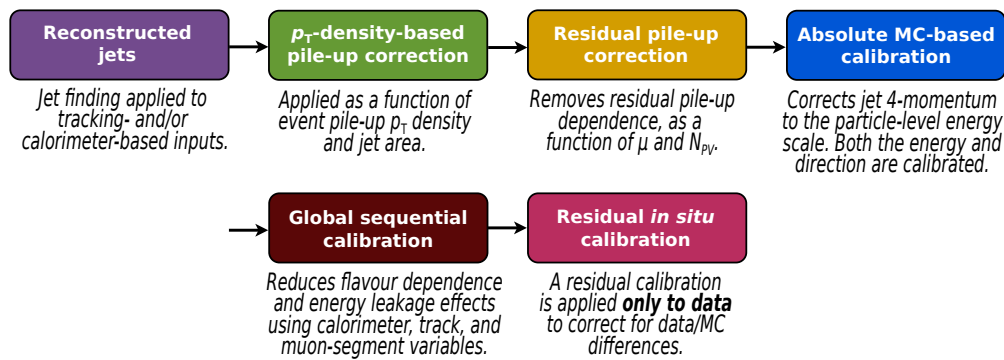 Reconstructed
jets
Jet finding applied to
tracking- and/or
calorimeter-based inputs.
pT-density-based
pile-up correction
Applied as a function of
event pile-up pT density
and jet area.
Residual pile-up
correction
Removes residual pile-up
dependence, as a
function of µ and NPV.
Absolute MC-based
calibration
Corrects jet 4-momentum
to the particle-level energy
scale. Both the energy and
direction are calibrated.
Global sequential
calibration
Reduces flavour dependence
and energy leakage effects
using calorimeter, track, and
muon-segment variables.
Residual in situ
calibration
A residual calibration
is applied only to data
to correct for data/MC
differences.